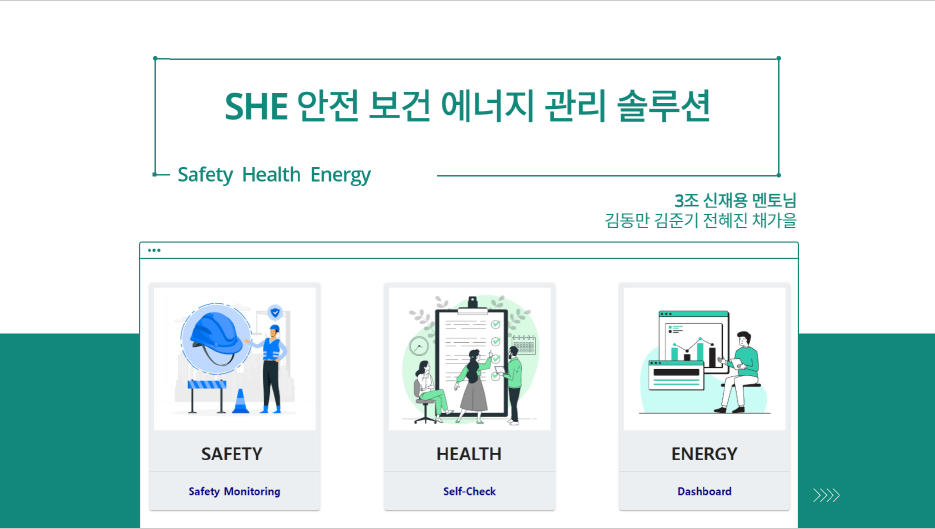 SHE 안전 보건 에너지 관리 솔루션
Safety Health Energy
3조 신재용 멘토님
김동만 김준기 전혜진 채가을
SAFETY
Safety Monitoring
HEALTH
Self-Check
ENERGY
Dashboard